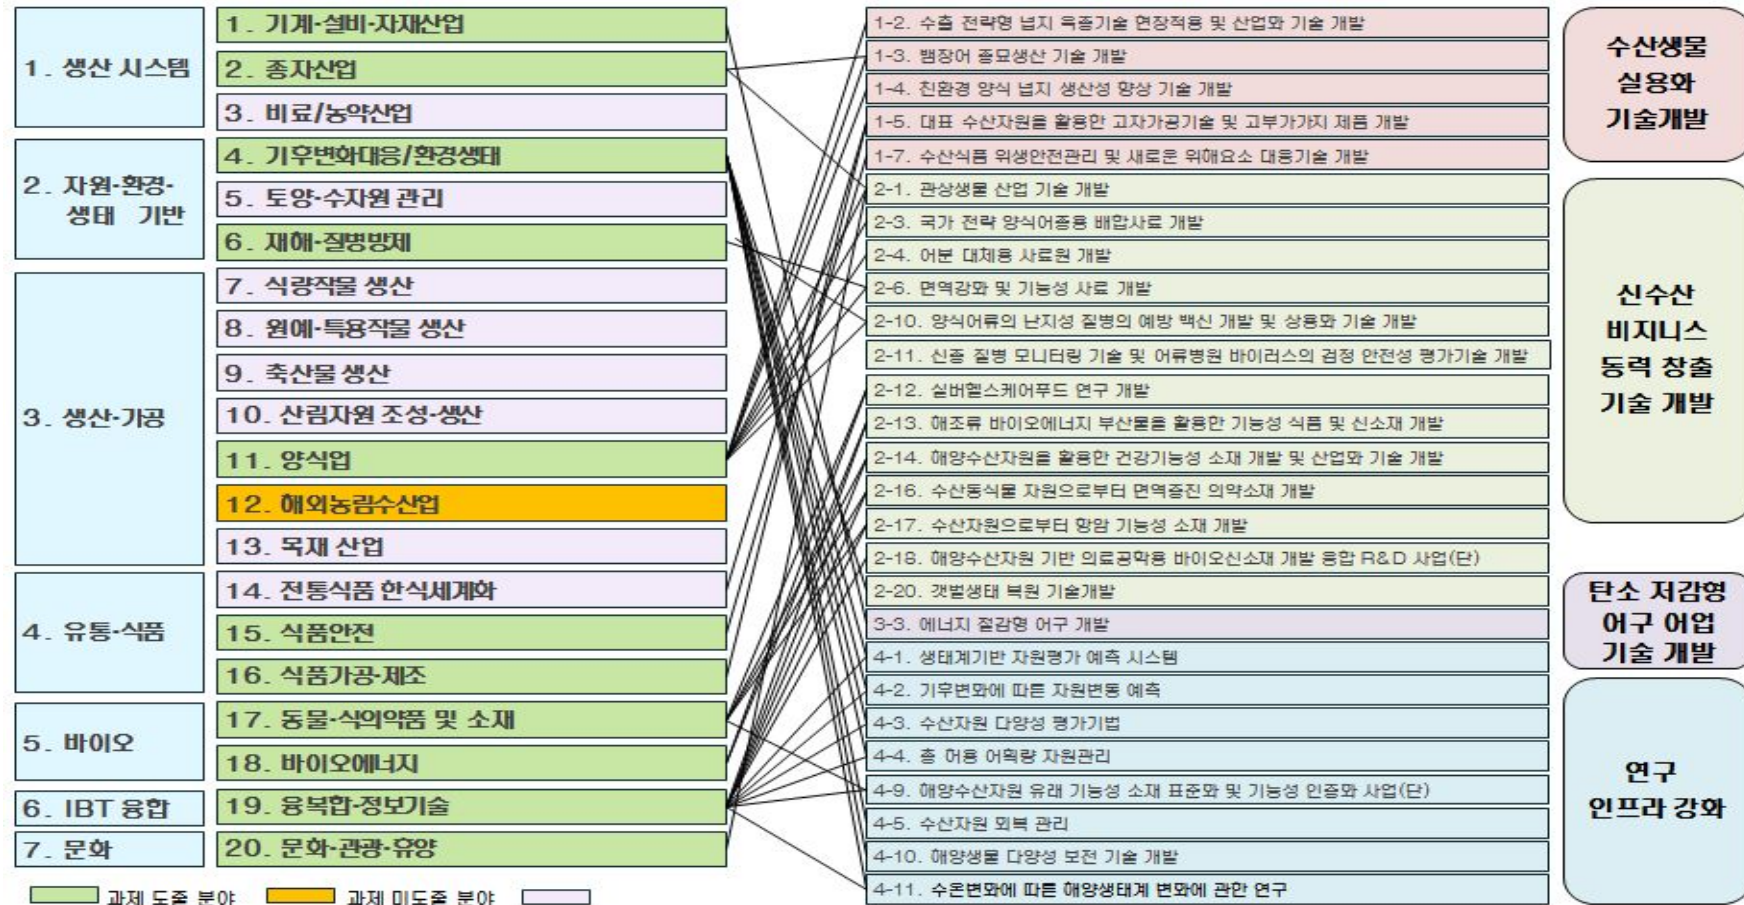 1. 생산 시스템
2. 자원·환경·
생태 기반
3. 생산·가공
4. 유통·식품
5. 바이오
6. IBT 융합
7. 문화
1. 기계·설비·자재산업
2. 종자산업
3. 비료/농약산업
4. 기후변화대응/환경생태
5. 토양·수자원 관리
6. 재해·질병방제
7. 식량작물 생산
8. 원예·특용작물 생산
9. 축산물 생산
10. 산림자원 조성·생산
11. 양식업
12. 해외농림수산업
13. 목재 산업
14. 전통식품 한식세계화
15. 식품안전
16. 식품가공·제조
17. 동물·식의약품 및 소재
18. 바이오에너지
19. 융복합·정보기술
20. 문화·관광·휴양
과제 도출 분야
과제 미도출 분야
1-2. 수출 전략형 넙치 육종기술 현장적용 및 산업화 기술 개발
1-3. 뱀장어 종묘생산 기술 개발
1-4. 친환경 양식 넙치 생산성 향상 기술 개발
1-5. 대표 수산자원을 활용한 고차가공기술 및 고부가가치 제품 개발
1-7. 수산식품 위생안전관리 및 새로운 위해요소 대응기술 개발
2-1. 관상생물 산업 기술 개발
2-3. 국가 전략 양식어종용 배합사료 개발
2-4. 어분 대체용 사료원 개발
2-6. 면역강화 및 기능성 사료 개발
2-10. 양식어류의 난치성 질병의 예방 백신 개발 및 상용화 기술 개발
2-11. 신종 질병 모니터링 기술 및 어류병원 바이러스의 검정 안전성 평가기술 개발
2-12. 실버헬스케어푸드 연구 개발
2-13. 해조류 바이오에너지 부산물을 활용한 기능성 식품 및 신소재 개발
2-14. 해양수산자원을 활용한 건강기능성 소재 개발 및 산업화 기술 개발
2-16. 수산동식물 자원으로부터 면역증진 의약소재 개발
2-17. 수산자원으로부터 항암 기능성 소재 개발
2-18. 해양수산자원 기반 의료공학용 바이오신소재 개발 융합 R&D 사업(단)
2-20. 갯벌생태 복원 기술개발
3-3. 에너지 절감형 어구 개발
4-1. 생태계기반 자원평가 예측 시스템
4-2. 기후변화에 따른 자원변동 예측
4-3. 수산자원 다양성 평가기법
4-4. 총 허용 어획량 자원관리
4-9. 해양수산자원 유래 기능성 소재 표준화 및 기능성 인증화 사업(단)
4-5. 수산자원 회복 관리
4-10. 해양생물 다양성 보전 기술 개발
4-11. 수온변화에 따른 해양생태계 변화에 관한 연구
수산생물
실용화
기술개발
신수산
비지니스
동력 창출
기술 개발
탄소 저감형
어구 어업
기술 개발
연구
인프라 강화